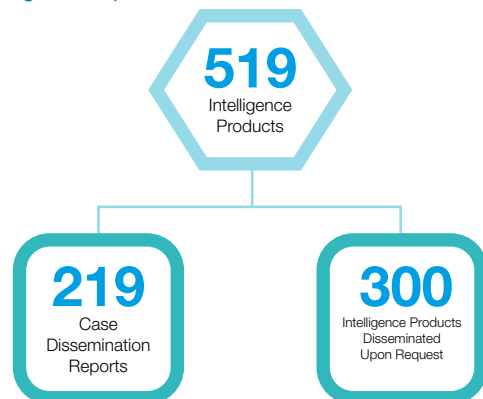 519
Intelligence
Products
219
Case
Dissemination
Reports
300
Intelligence Products
Disseminated
Upon Request